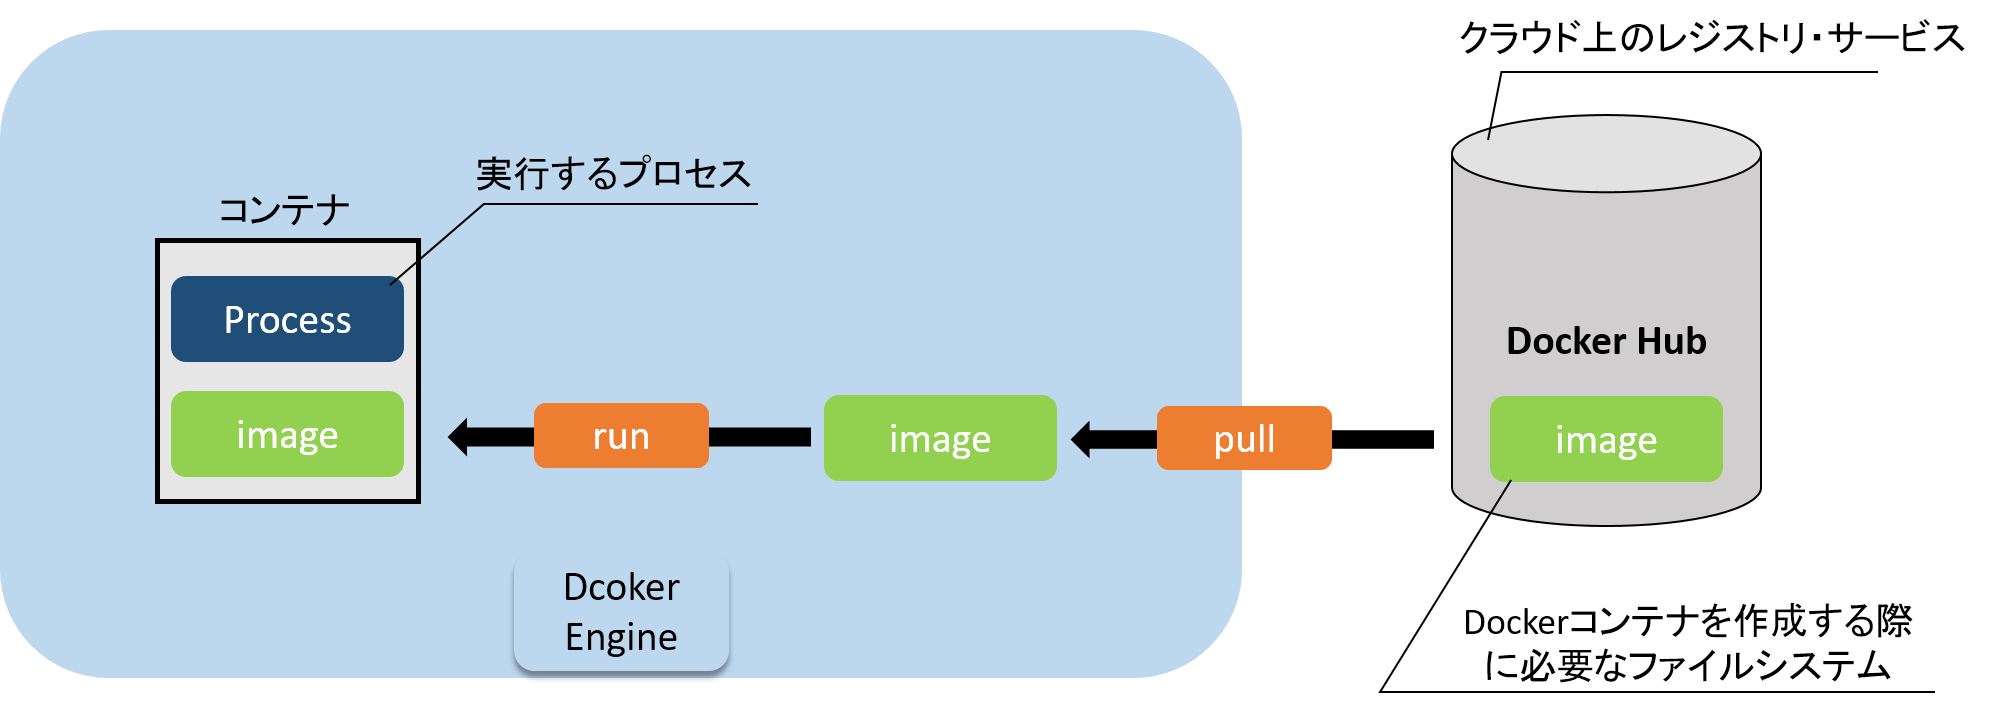 クラウド上のレジストリ・サービス
実行するプロセス
コンテナ
Process
image
run
image
pull
Docker Hub
image
Dcoker
Engine
Dockerコンテナを作成する際
に必要なファイルシステム